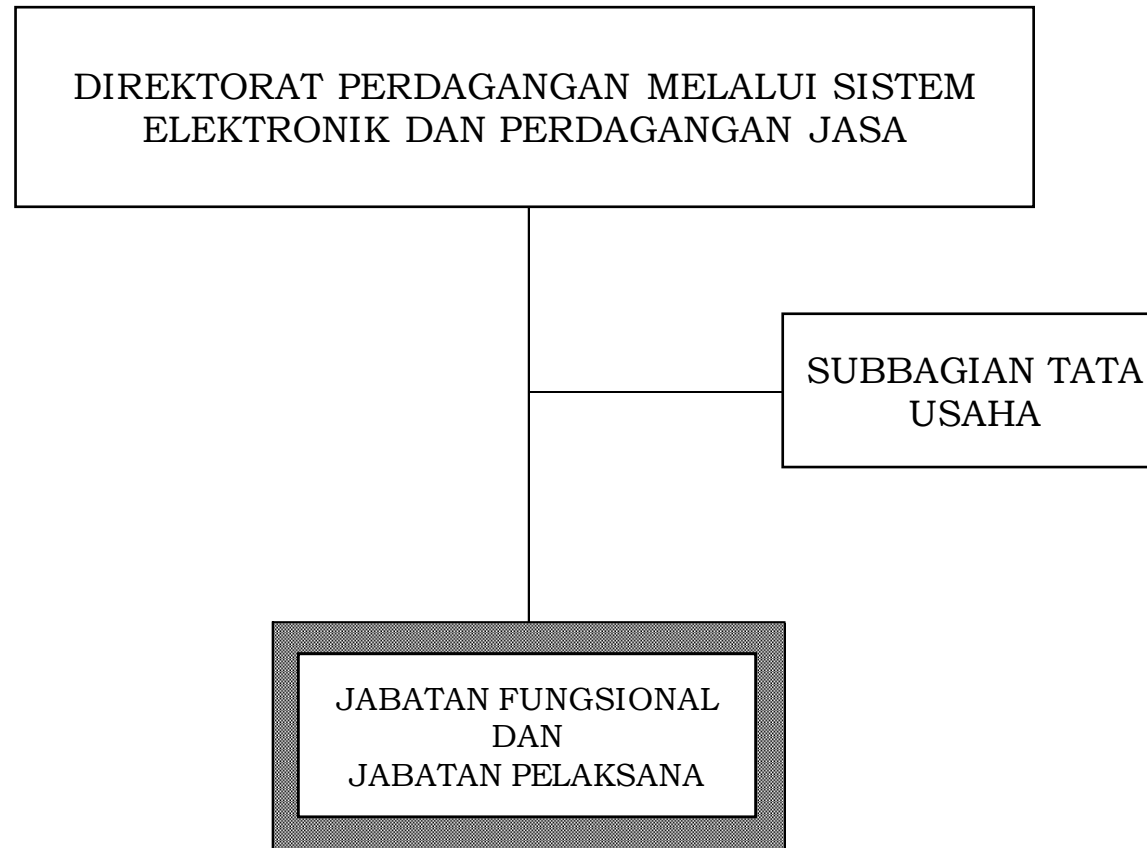 DIREKTORAT PERDAGANGAN MELALUI SISTEM
ELEKTRONIK DAN PERDAGANGAN JASA
SUBBAGIAN TATA
USAHA
JABATAN FUNGSIONAL
DAN
JABATAN PELAKSANA